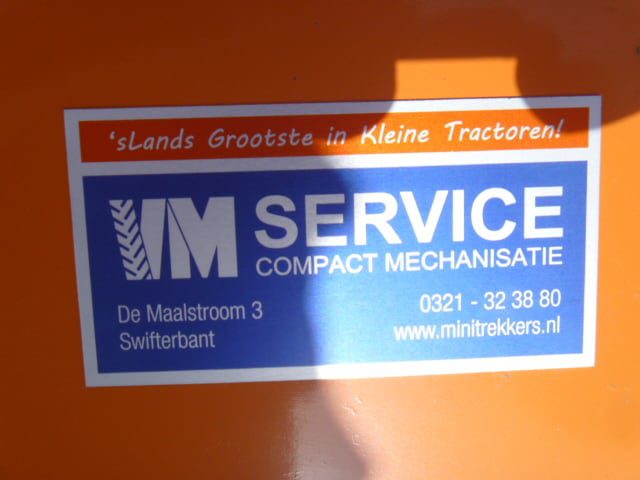 'sLands Grootste in Kleine Tractoren!
VM SERVICE
COMPACT MECHANISATIE
De Maalstroom 3
Swifterbant
0321 - 32 38 80
www.minitrekkers.nl